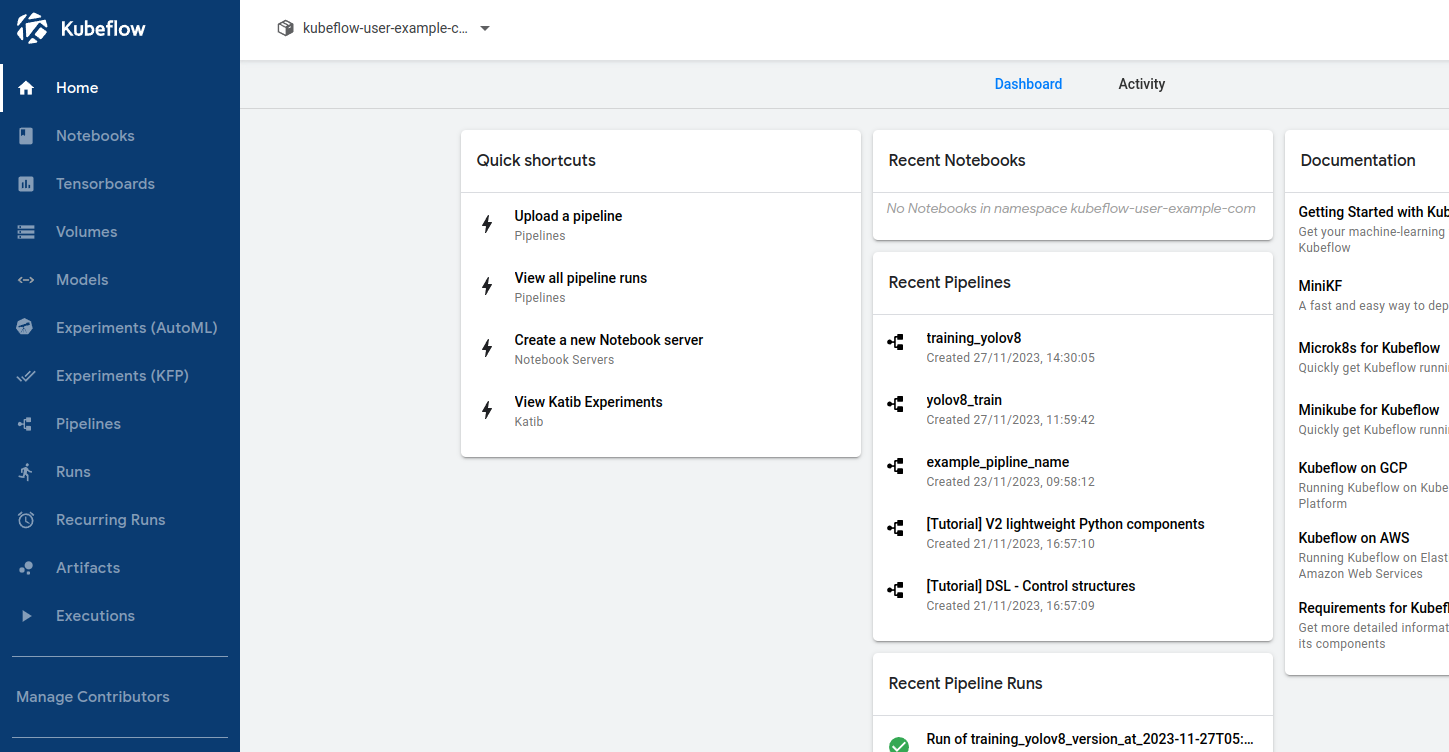 Kubeflow
kubeflow-user-example-c...
Home
Notebooks
Tensorboards
Volumes
Models
Experiments (AutoML)
Experiments (KFP)
Pipelines
Runs
Recurring Runs
Artifacts
Executions
Manage Contributors
Dashboard
Activity
Quick shortcuts
Upload a pipeline
Pipelines
View all pipeline runs
Pipelines
Create a new Notebook server
Notebook Servers
View Katib Experiments
Katib
Recent Notebooks
No Notebooks in namespace kubeflow-user-example-com
Recent Pipelines
training_yolov8
Created 27/11/2023, 14:30:05
yolov8_train
Created 27/11/2023, 11:59:42
example_pipline_name
Created 23/11/2023, 09:58:12
[Tutorial] V2 lightweight Python components
Created 21/11/2023, 16:57:10
[Tutorial] DSL - Control structures
Created 21/11/2023, 16:57:09
Recent Pipeline Runs
Run of training_yolov8_version_at_2023-11-27T05:...
Documentation
Getting Started with Kub
Get your machine-learning
Kubeflow
MiniKF
A fast and easy way to dep
Microk8s for Kubeflow
Quickly get Kubeflow runni
Minikube for Kubeflow
Quickly get Kubeflow runni
Kubeflow on GCP
Running Kubeflow on Kube
Platform
Kubeflow on AWS
Running Kubeflow on Elast
Amazon Web Services
Requirements for Kubefl
Get more detailed informat
its components